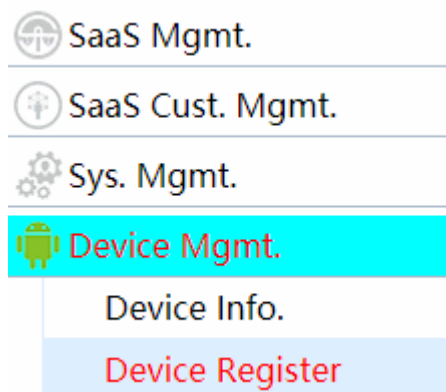 SaaS Mgmt.
SaaS Cust. Mgmt.
Sys. Mgmt.
Device Mgmt.
Device Info.
Device Register